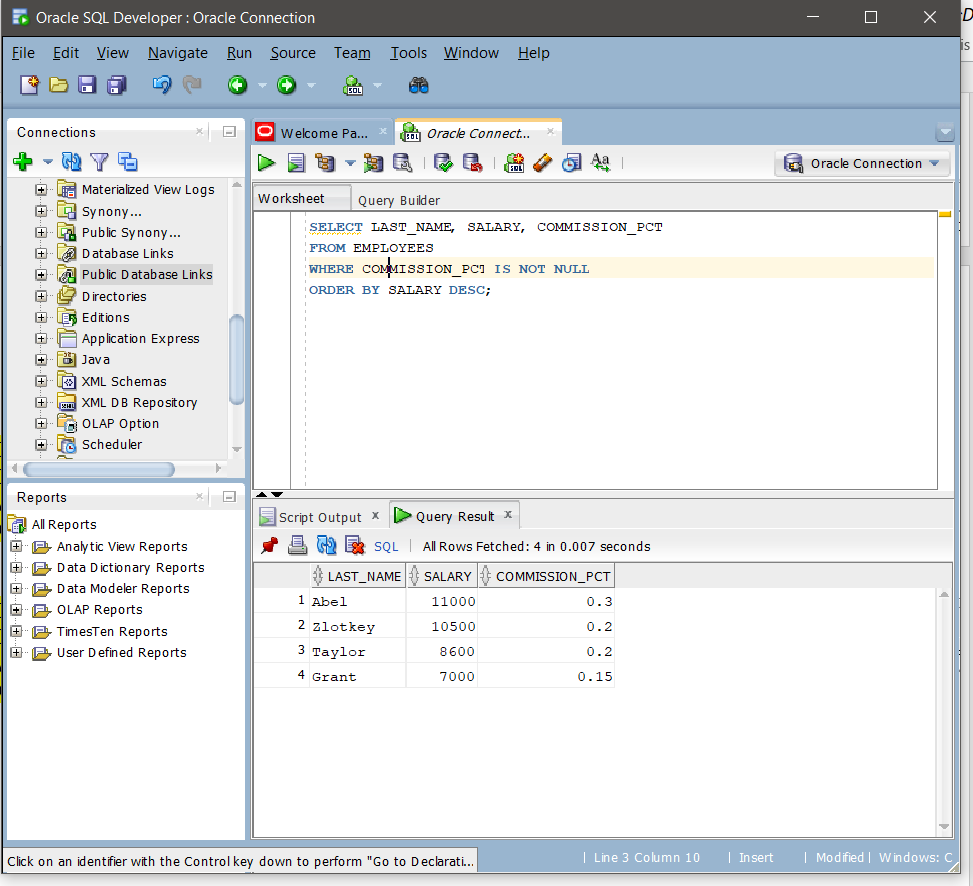 Oracle SQL Developer : Oracle Connection
File Edit View Navigate Run Source Team Tools Window Help
Connections
Materialized View Logs
Synony...
Public Synony...
Database Links
Public Database Links
Directories
Editions
Application Express
Java
XML Schemas
XML DB Repository
OLAP Option
Scheduler
Reports
All Reports
Analytic View Reports
Data Dictionary Reports
Data Modeler Reports
OLAP Reports
TimesTen Reports
User Defined Reports
Welcome Pa...
Oracle Connect...
Oracle Connection
Worksheet
Query Builder
SELECT LAST_NAME, SALARY, COMMISSION_PCT
FROM EMPLOYEES
WHERE COMMISSION_PCT IS NOT NULL
ORDER BY SALARY DESC;
Script Output x
Query Result x
SQL
All Rows Fetched: 4 in 0.007 seconds
LAST_NAME SALARY COMMISSION_PCT
1 Abel 11000 0.3
2 Zlotkey 10500 0.2
3 Taylor 8600 0.2
4 Grant 7000 0.15
Click on an identifier with the Control key down to perform "Go to Declarati...
Line 3 Column 10 | Insert | Modified | Windows: C